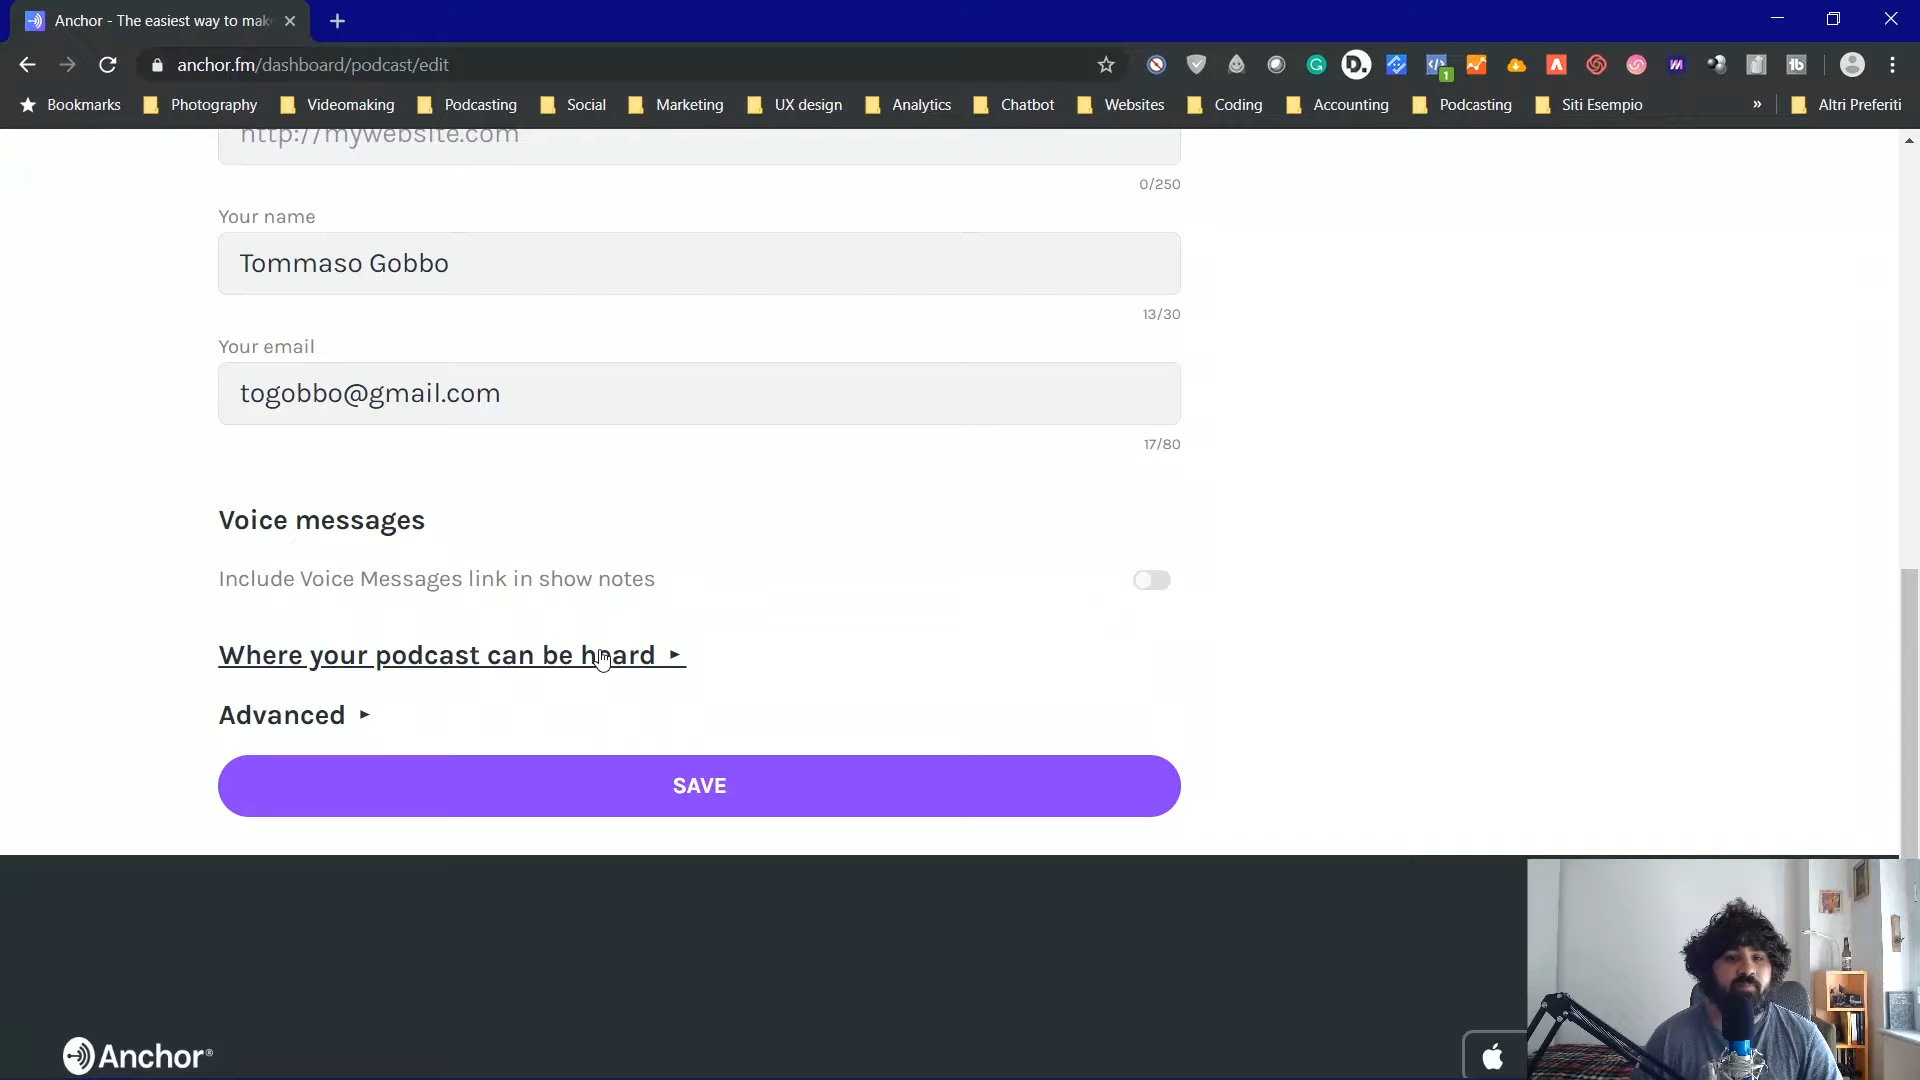 Anchor - The easiest way to mak
anchor.fm/dashboard/podcast/edit
D.
1
tb
Bookmarks Photography Videomaking Podcasting Social Marketing UX design Analytics Chatbot Websites Coding Accounting Podcasting Siti Esempio » Altri Preferiti
http://mywebsite.com
0/250
Your name
Tommaso Gobbo
13/30
Your email
togobbo@gmail.com
17/80
Voice messages
Include Voice Messages link in show notes
Where your podcast can be heard
Advanced
SAVE
Anchor®